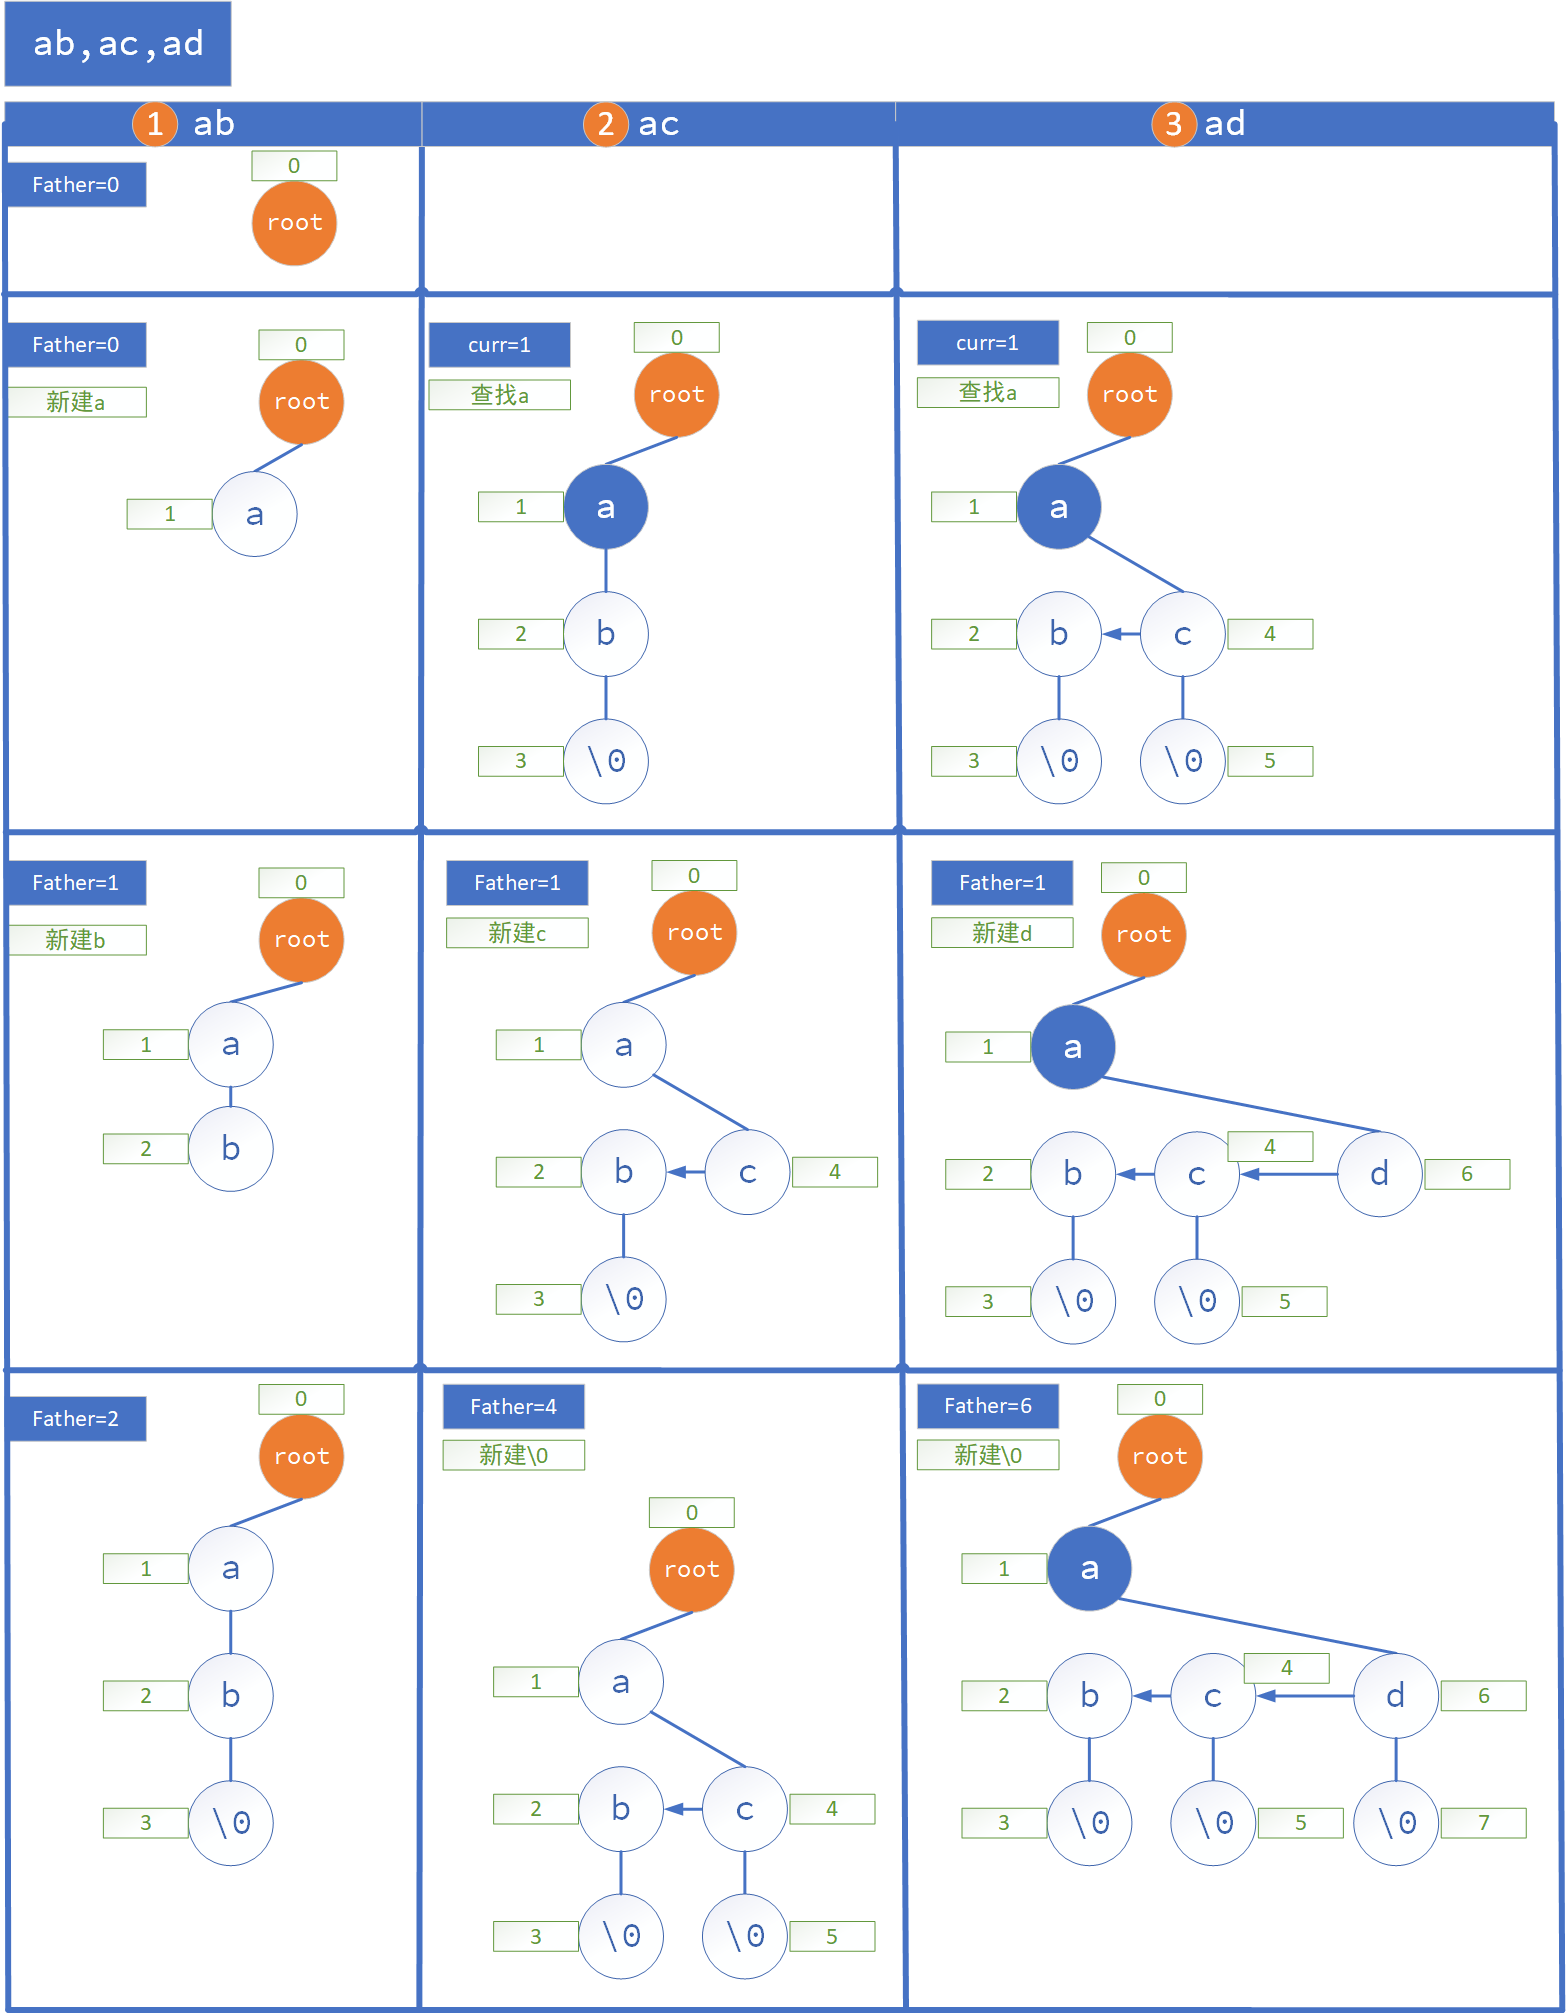 ab,ac,ad
1 ab
2 ac
3 ad
Father=0
0
root
Father=0
新建a
0
root
1
a
curr=1
查找a
0
root
1
a
2
b
3
\0
curr=1
查找a
0
root
1
a
2
b
c
4
3
\0
\0
5
Father=1
新建b
0
root
1
a
2
b
Father=1
新建c
0
root
1
a
2
b
c
4
3
\0
Father=1
新建d
0
root
1
a
2
b
c
4
d
6
3
\0
\0
5
Father=2
0
root
1
a
2
b
3
\0
Father=4
新建\0
0
root
1
a
2
b
c
4
3
\0
\0
5
Father=6
新建\0
0
root
1
a
2
b
c
4
d
6
3
\0
\0
5
\0
7